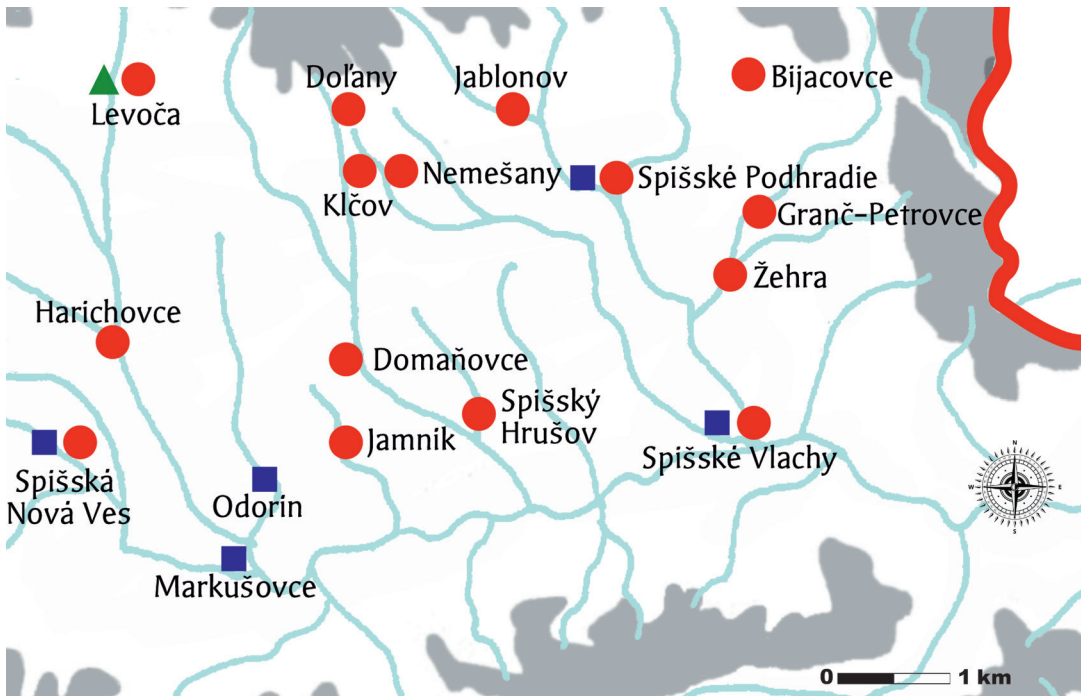 Doľany
Jablonov
Bijacovce
Levoča
Nemešany
Spišské Podhradie
Klčov
Granč-Petrovce
Žehra
Harichovce
Domaňovce
Spišský
Hrušov
Jamník
Spišské Vlachy
Spišská
Nová Ves
Odorín
Markušovce
N
W
E
S
0
1 km